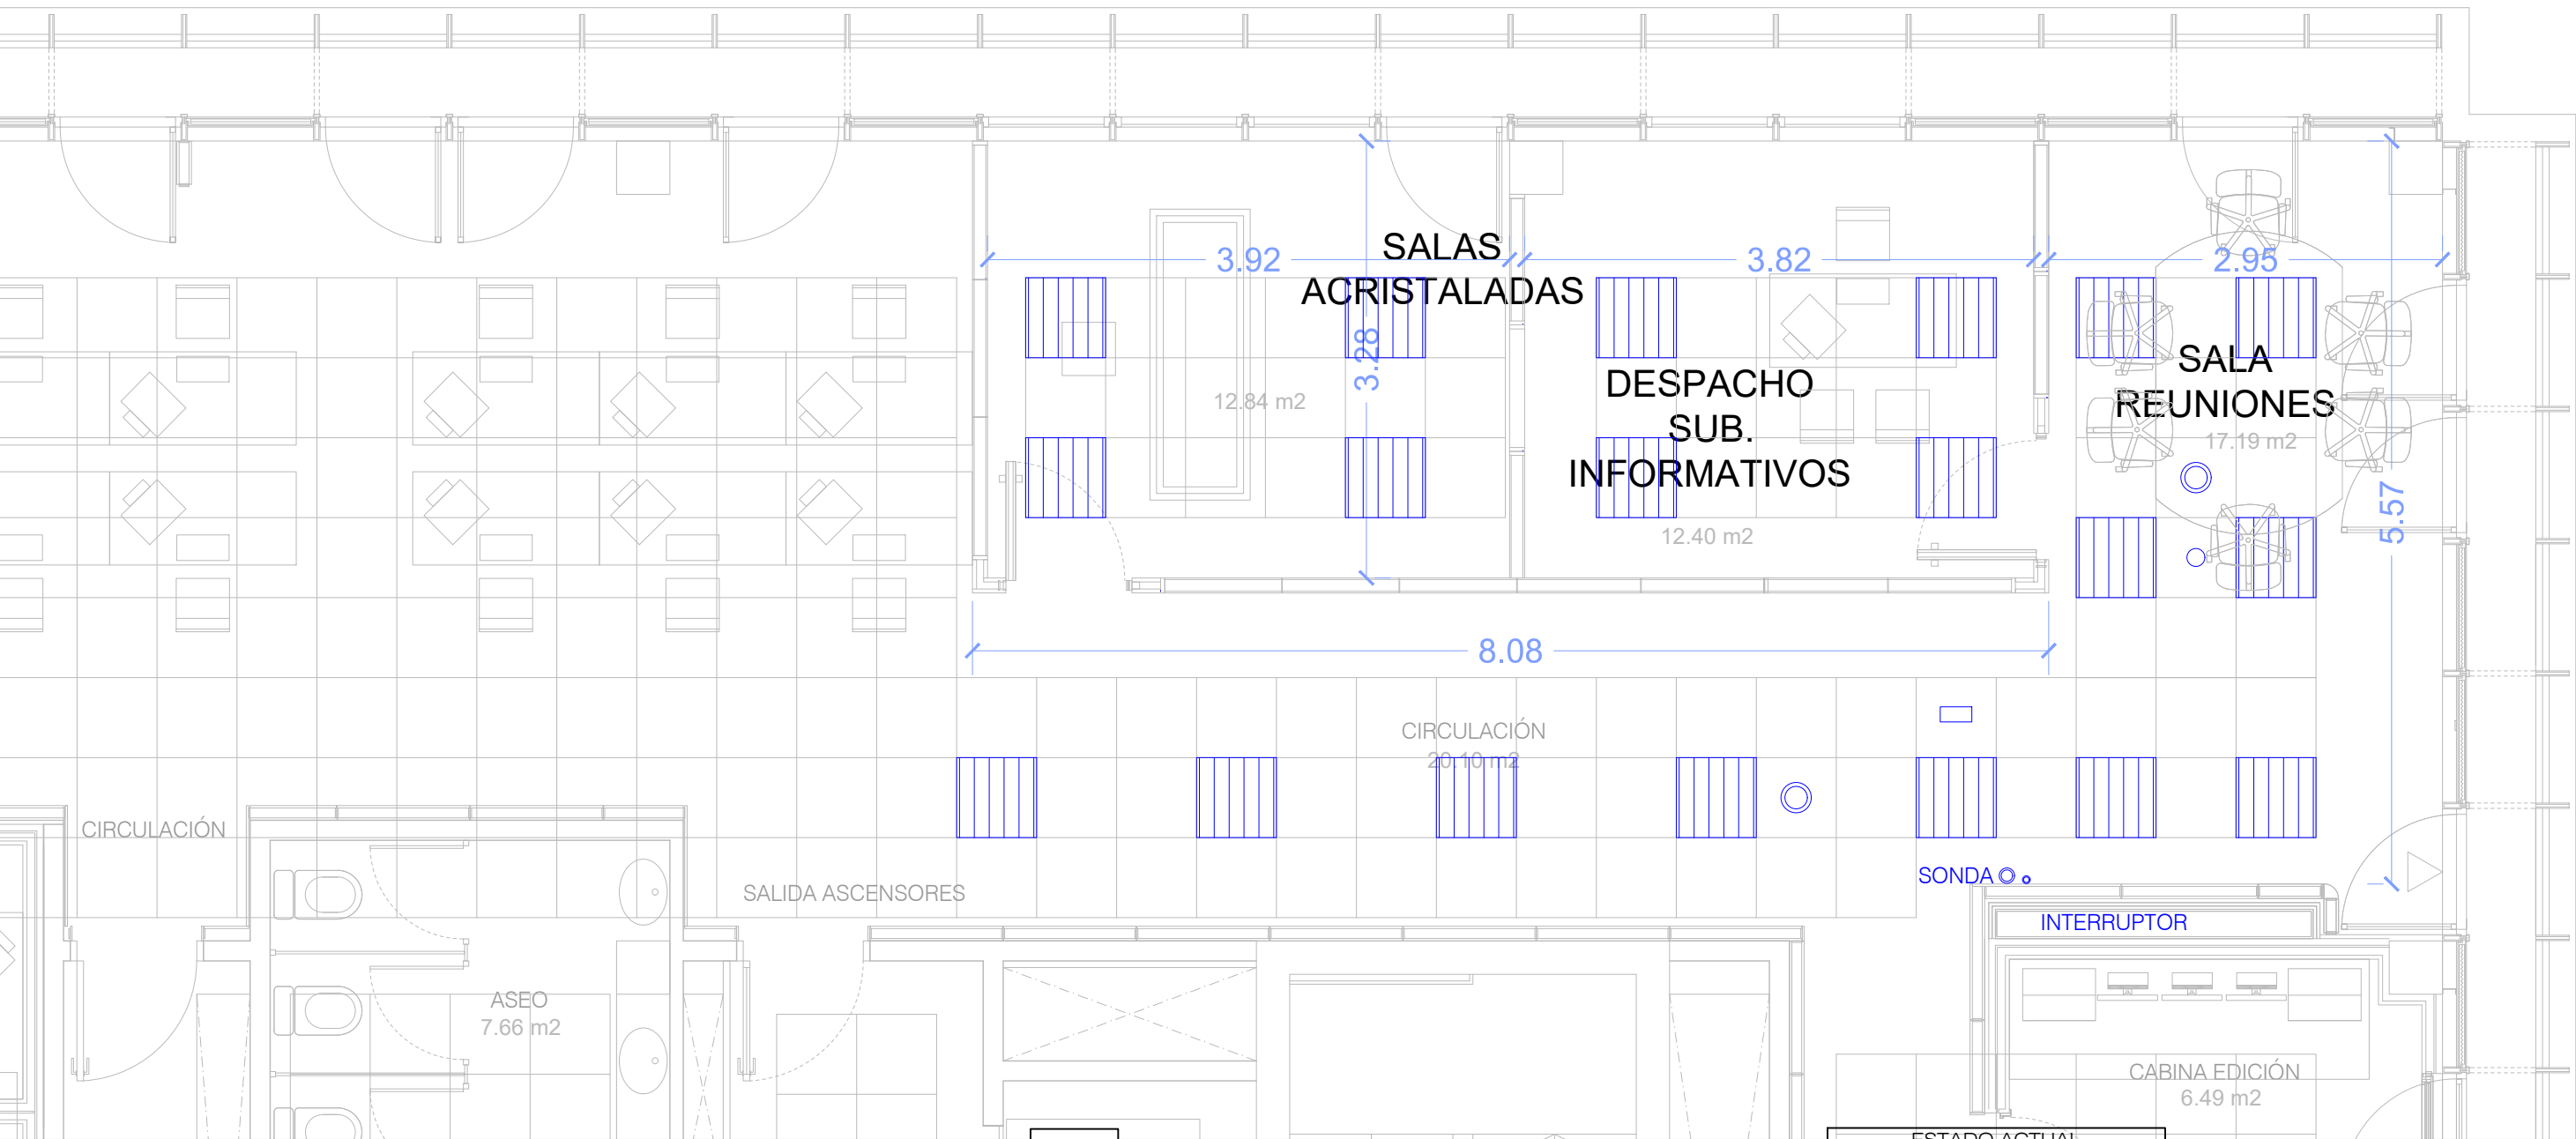 SALAS
ACRISTALADAS
3.92
3.82
2.95
3.28
12.84 m2
DESPACHO
SUB.
INFORMATIVOS
12.40 m2
SALA
REUNIONES
17.19 m2
5.57
8.08
CIRCULACIÓN
20.10 m2
CIRCULACIÓN
SALIDA ASCENSORES
SONDA
INTERRUPTOR
ASEO
7.66 m2
CABINA EDICIÓN
6.49 m2
ESTADO ACTUAL